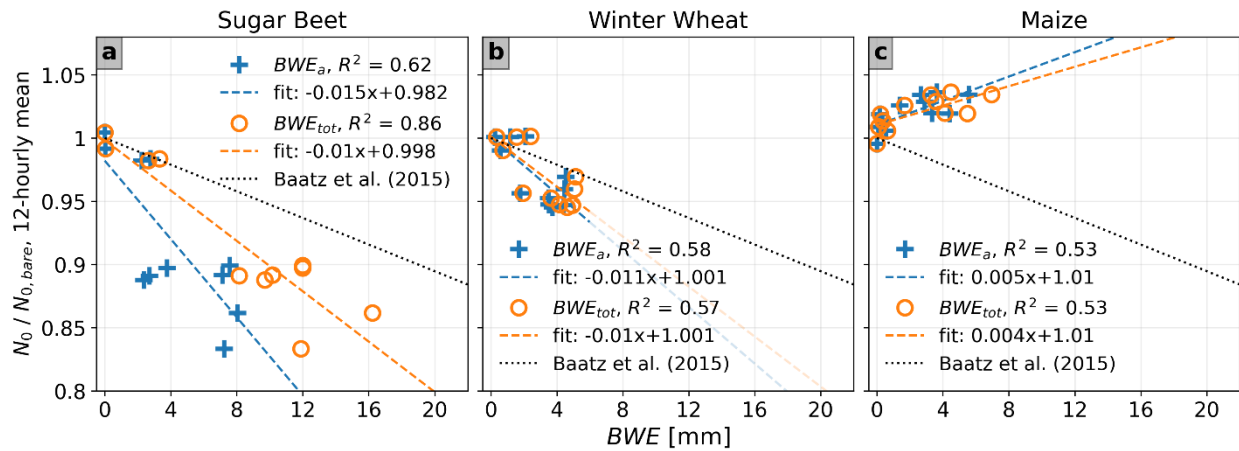 Sugar Beet
Winter Wheat
Maize
N₀ / N₀,bare, 12-hourly mean
1.05
1
0.95
0.9
0.85
0.8
a
BWEₐ, R² = 0.62
fit: -0.015x+0.982
BWEₜₒₜ, R² = 0.86
fit: -0.01x+0.998
Baatz et al. (2015)
0 4 8 12 16 20
b
BWEₐ, R² = 0.58
fit: -0.011x+1.001
BWEₜₒₜ, R² = 0.57
fit: -0.01x+1.001
Baatz et al. (2015)
0 4 8 12 16 20
c
BWEₐ, R² = 0.53
fit: 0.005x+1.01
BWEₜₒₜ, R² = 0.53
fit: 0.004x+1.01
Baatz et al. (2015)
0 4 8 12 16 20
BWE [mm]